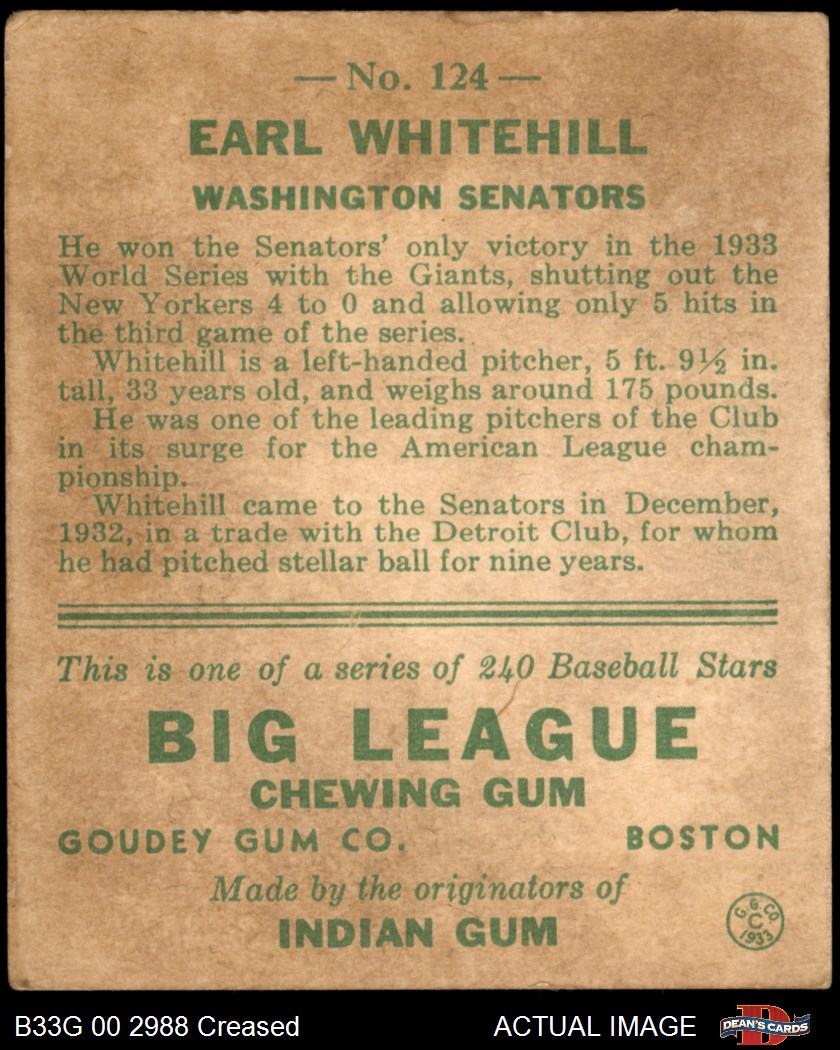 — No. 124 —
EARL WHITEHILL
WASHINGTON SENATORS
He won the Senators' only victory in the 1933
World Series with the Giants, shutting out the
New Yorkers 4 to 0 and allowing only 5 hits in
the third game of the series.
Whitehill is a left-handed pitcher, 5 ft. 9½ in.
tall, 33 years old, and weighs around 175 pounds.
He was one of the leading pitchers of the Club
in its surge for the American League cham-
pionship.
Whitehill came to the Senators in December,
1932, in a trade with the Detroit Club, for whom
he had pitched stellar ball for nine years.
This is one of a series of 240 Baseball Stars
BIG LEAGUE
CHEWING GUM
GOUDEY GUM CO. BOSTON
Made by the originators of
INDIAN GUM
G. G. CO.
C
1933
B33G 00 2988 Creased ACTUAL IMAGE D DEAN'S CARDS